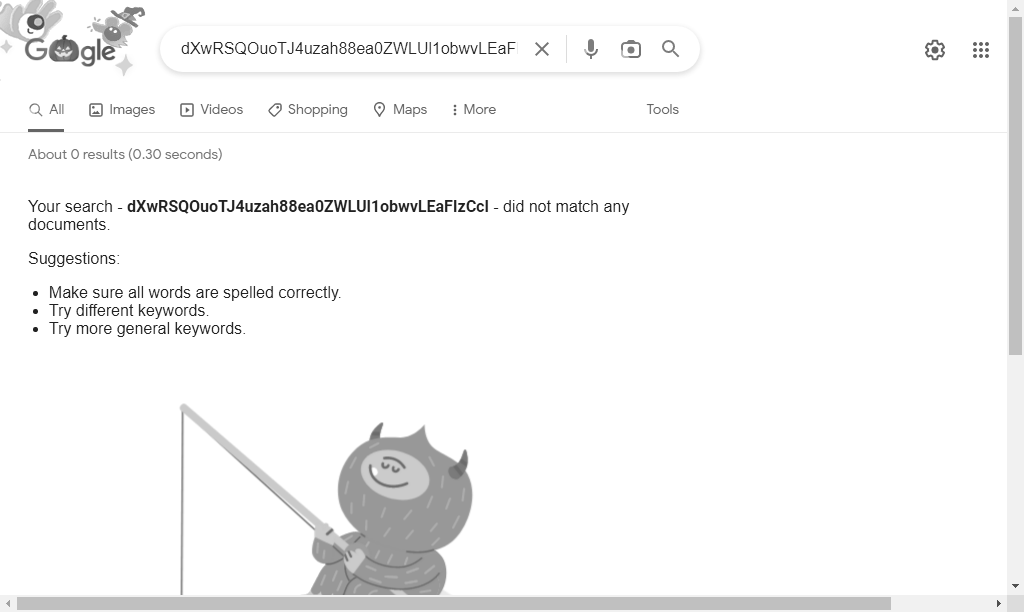 Google
dXwRSQOuoTJ4uzah88ea0ZWLUl1obwvLEaF
All Images Videos Shopping Maps More Tools
About 0 results (0.30 seconds)
Your search - dXwRSQOuoTJ4uzah88ea0ZWLUl1obwvLEaFIzCcI - did not match any
documents.
Suggestions:
Make sure all words are spelled correctly.
Try different keywords.
Try more general keywords.